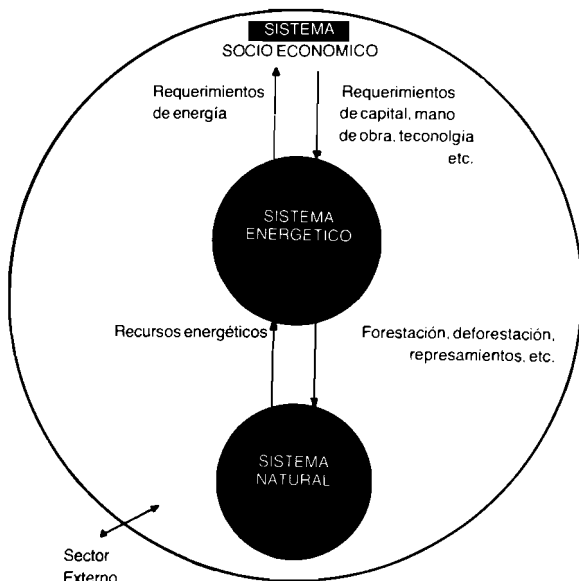 SISTEMA
SOCIO ECONOMICO
Requerimientos
de energía
Requerimientos
de capital, mano
de obra, teconolgía
etc.
SISTEMA
ENERGETICO
Recursos energéticos
Forestación, deforestación,
represamientos, etc.
SISTEMA
NATURAL
Sector
Externo